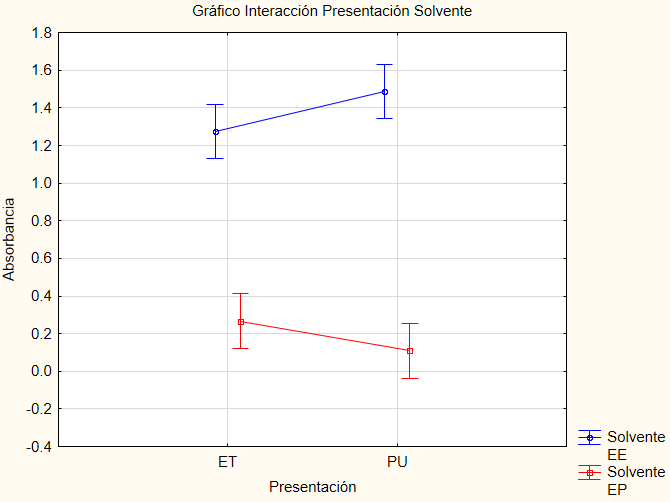 Gráfico Interacción Presentación Solvente
1.8
1.6
1.4
1.2
1.0
0.8
0.6
0.4
0.2
0.0
-0.2
-0.4
Absorbancia
ET PU
Presentación
Solvente
EE
Solvente
EP